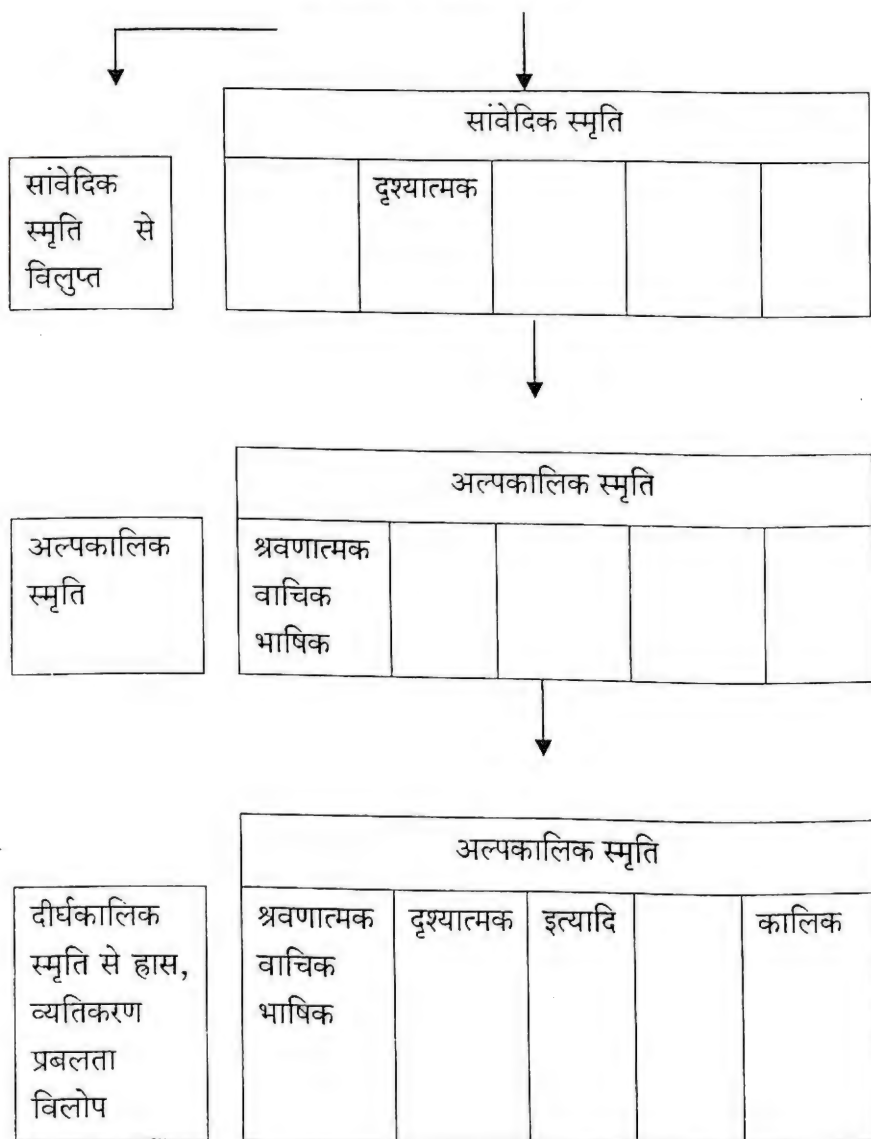 सांवेदिक स्मृति
सांवेदिक
स्मृति से
विलुप्त
दृश्यात्मक
अल्पकालिक स्मृति
अल्पकालिक
स्मृति
श्रवणात्मक
वाचिक
भाषिक
अल्पकालिक स्मृति
दीर्घकालिक
स्मृति से ह्रास,
व्यतिकरण
प्रबलता
विलोप
श्रवणात्मक
वाचिक
भाषिक
दृश्यात्मक
इत्यादि
कालिक